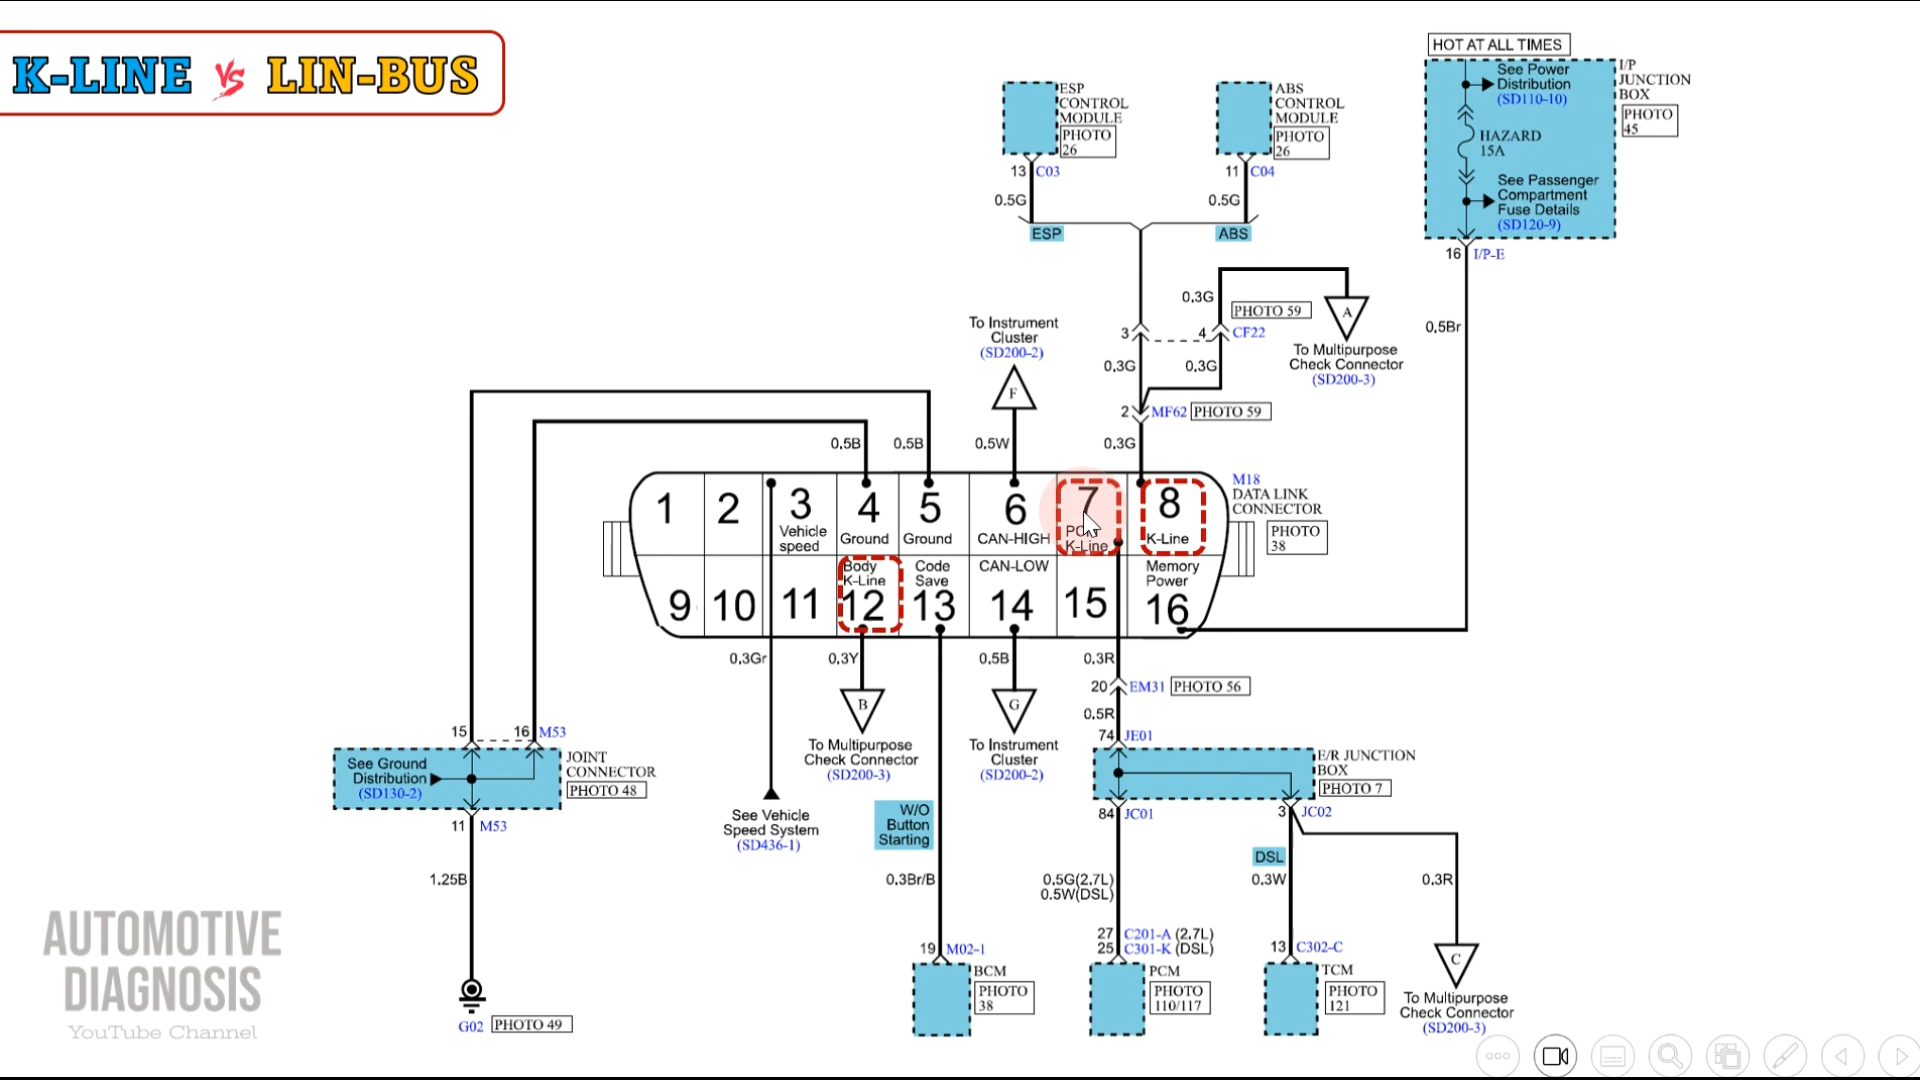 K-LINE vs LIN-BUS
HOT AT ALL TIMES
See Power
Distribution
(SD110-10)
HAZARD
15A
See Passenger
Compartment
Fuse Details
(SD120-9)
I/P
JUNCTION
BOX
PHOTO
45
16 I/P-E
0.5Br
ESP
CONTROL
MODULE
PHOTO
26
13 C03
0.5G
ESP
ABS
CONTROL
MODULE
PHOTO
26
11 C04
0.5G
ABS
0.3G
PHOTO 59
A
3
4 CF22
To Multipurpose
Check Connector
(SD200-3)
0.3G
0.3G
2 MF62 PHOTO 59
0.3G
To Instrument
Cluster
(SD200-2)
F
0.5B
0.5B
0.5W
M18
DATA LINK
CONNECTOR
PHOTO
38
1
2
3
Vehicle
speed
4
Ground
5
Ground
6
CAN-HIGH
7
K-Line
8
K-Line
9
10
11
Body
K-Line
12
Code
Save
13
CAN-LOW
14
15
Memory
Power
16
0.3Gr
0.3Y
0.5B
0.3R
20 EM31 PHOTO 56
0.5R
74 JE01
B
To Multipurpose
Check Connector
(SD200-3)
G
To Instrument
Cluster
(SD200-2)
15
16 M53
See Ground
Distribution
(SD130-2)
JOINT
CONNECTOR
PHOTO 48
11 M53
1.25B
G02 PHOTO 49
See Vehicle
Speed System
(SD436-1)
W/O
Button
Starting
0.3Br/B
19 M02-1
BCM
PHOTO
38
E/R JUNCTION
BOX
PHOTO 7
84 JC01
3 JC02
0.5G(2.7L)
0.5W(DSL)
27 C201-A (2.7L)
25 C301-K (DSL)
PCM
PHOTO
110/117
DSL
0.3W
13 C302-C
TCM
PHOTO
121
0.3R
C
To Multipurpose
Check Connector
(SD200-3)
AUTOMOTIVE
DIAGNOSIS
YouTube Channel